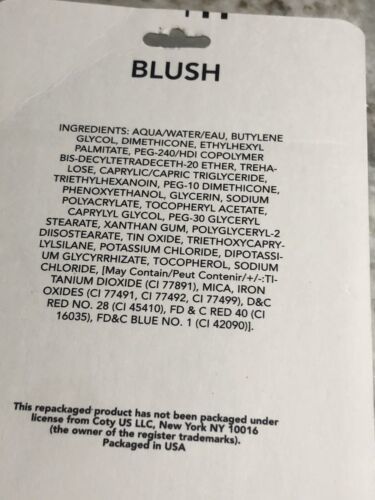 BLUSH
INGREDIENTS: AQUA/WATER/EAU, BUTYLENE
GLYCOL, DIMETHICONE, ETHYLHEXYL
PALMITATE, PEG-240/HDI COPOLYMER
BIS-DECYLTETRADECETH-20 ETHER, TREHA-
LOSE, CAPRYLIC/CAPRIC TRIGLYCERIDE,
TRIETHYLHEXANOIN, PEG-10 DIMETHICONE,
PHENOXYETHANOL, GLYCERIN, SODIUM
POLYACRYLATE, TOCOPHERYL ACETATE,
CAPRYLYL GLYCOL, PEG-30 GLYCERYL
STEARATE, XANTHAN GUM, POLYGLYCERYL-2
DIISOSTEARATE, TIN OXIDE, TRIETHOXYCAPRY-
LYLSILANE, POTASSIUM CHLORIDE, DIPOTASSI-
UM GLYCYRRHIZATE, TOCOPHEROL, SODIUM
CHLORIDE, [May Contain/Peut Contenir/+/-:TI-
TANIUM DIOXIDE (CI 77891), MICA, IRON
OXIDES (CI 77491, CI 77492, CI 77499), D&C
RED NO. 28 (CI 45410), FD & C RED 40 (CI
16035), FD&C BLUE NO. 1 (CI 42090)].
This repackaged product has not been packaged under
license from Coty US LLC, New York NY 10016
(the owner of the register trademarks).
Packaged in USA